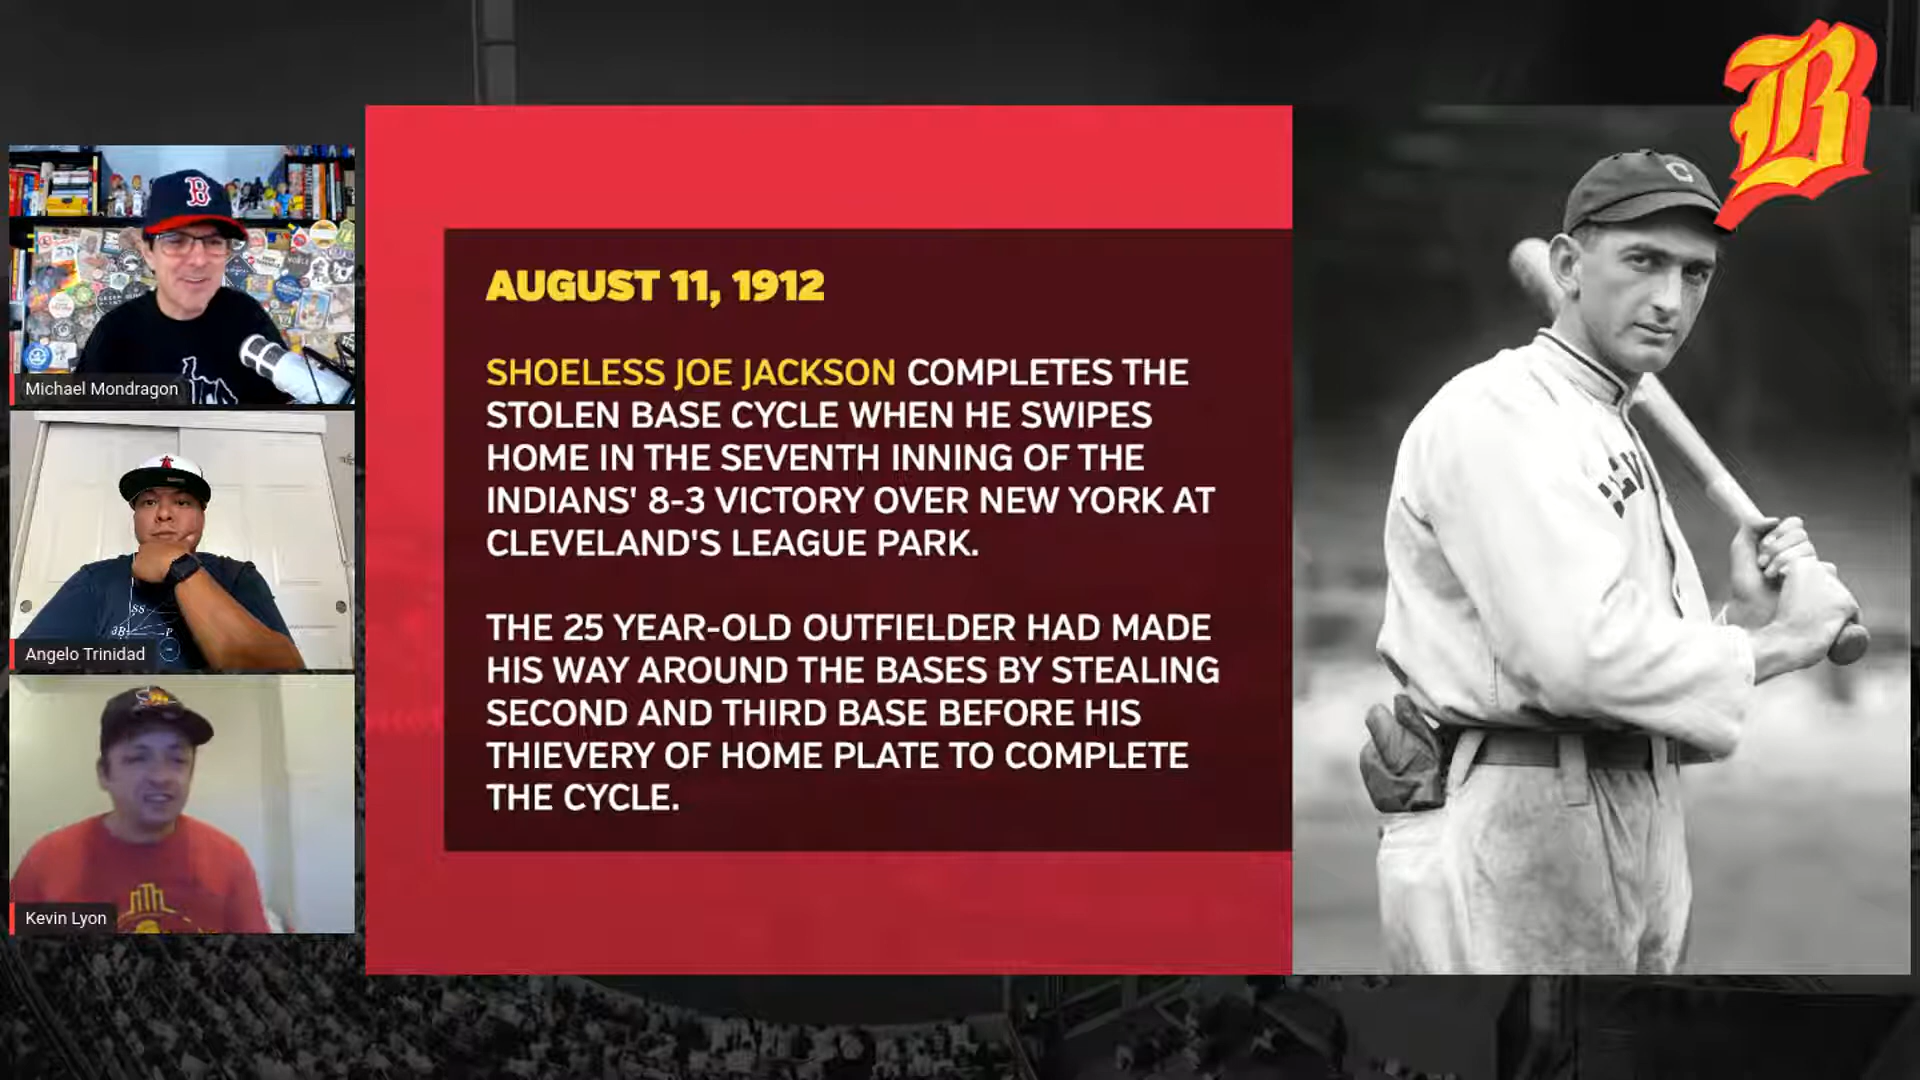 B
B
Michael Mondragon
SS
3B
P
Angelo Trinidad
Kevin Lyon
AUGUST 11, 1912
SHOELESS JOE JACKSON COMPLETES THE
STOLEN BASE CYCLE WHEN HE SWIPES
HOME IN THE SEVENTH INNING OF THE
INDIANS' 8-3 VICTORY OVER NEW YORK AT
CLEVELAND'S LEAGUE PARK.
THE 25 YEAR-OLD OUTFIELDER HAD MADE
HIS WAY AROUND THE BASES BY STEALING
SECOND AND THIRD BASE BEFORE HIS
THIEVERY OF HOME PLATE TO COMPLETE
THE CYCLE.
C